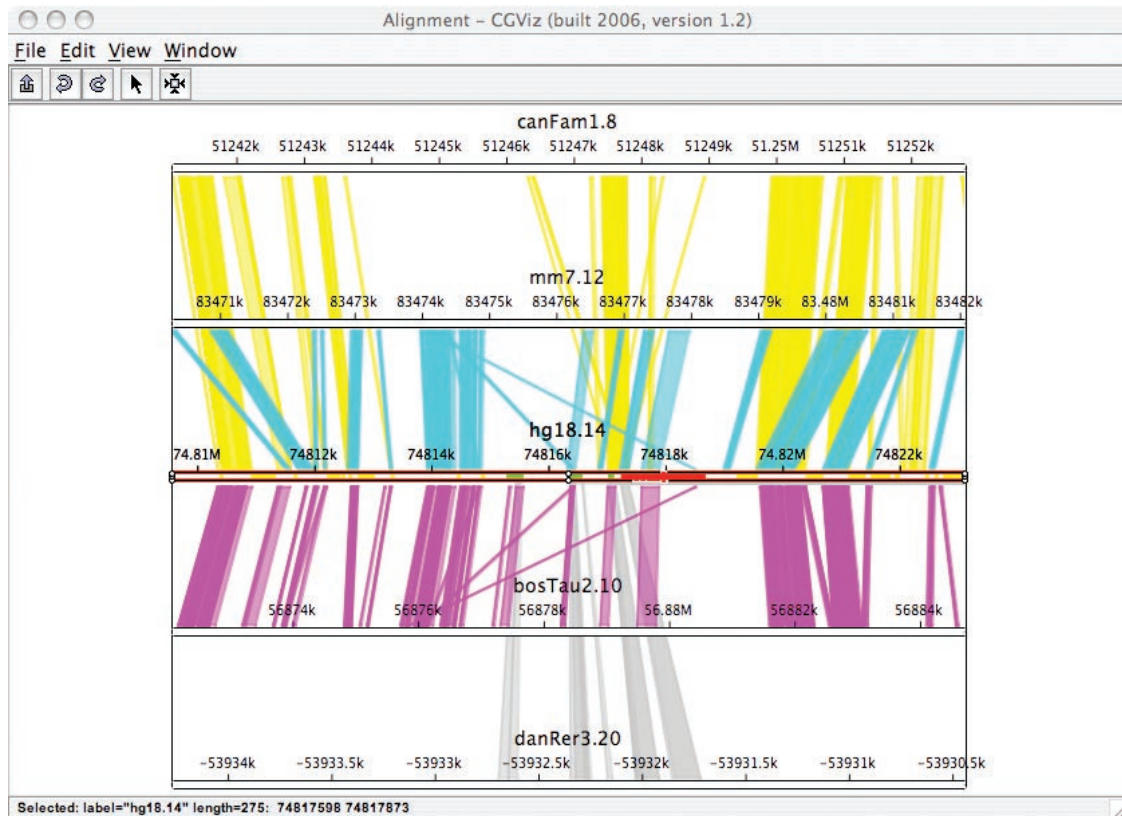 Alignment – CGViz (built 2006, version 1.2)
File Edit View Window
canFam1.8
51242k 51243k 51244k 51245k 51246k 51247k 51248k 51249k 51.25M 51251k 51252k
mm7.12
83471k 83472k 83473k 83474k 83475k 83476k 83477k 83478k 83479k 83.48M 83481k 83482k
hg18.14
74.81M 74812k 74814k 74816k 74818k 74.82M 74822k
bosTau2.10
56874k 56876k 56878k 56.88M 56882k 56884k
danRer3.20
−53934k −53933.5k −53933k −53932.5k −53932k −53931.5k −53931k −53930.5k
Selected: label="hg18.14" length=275: 74817598 74817873